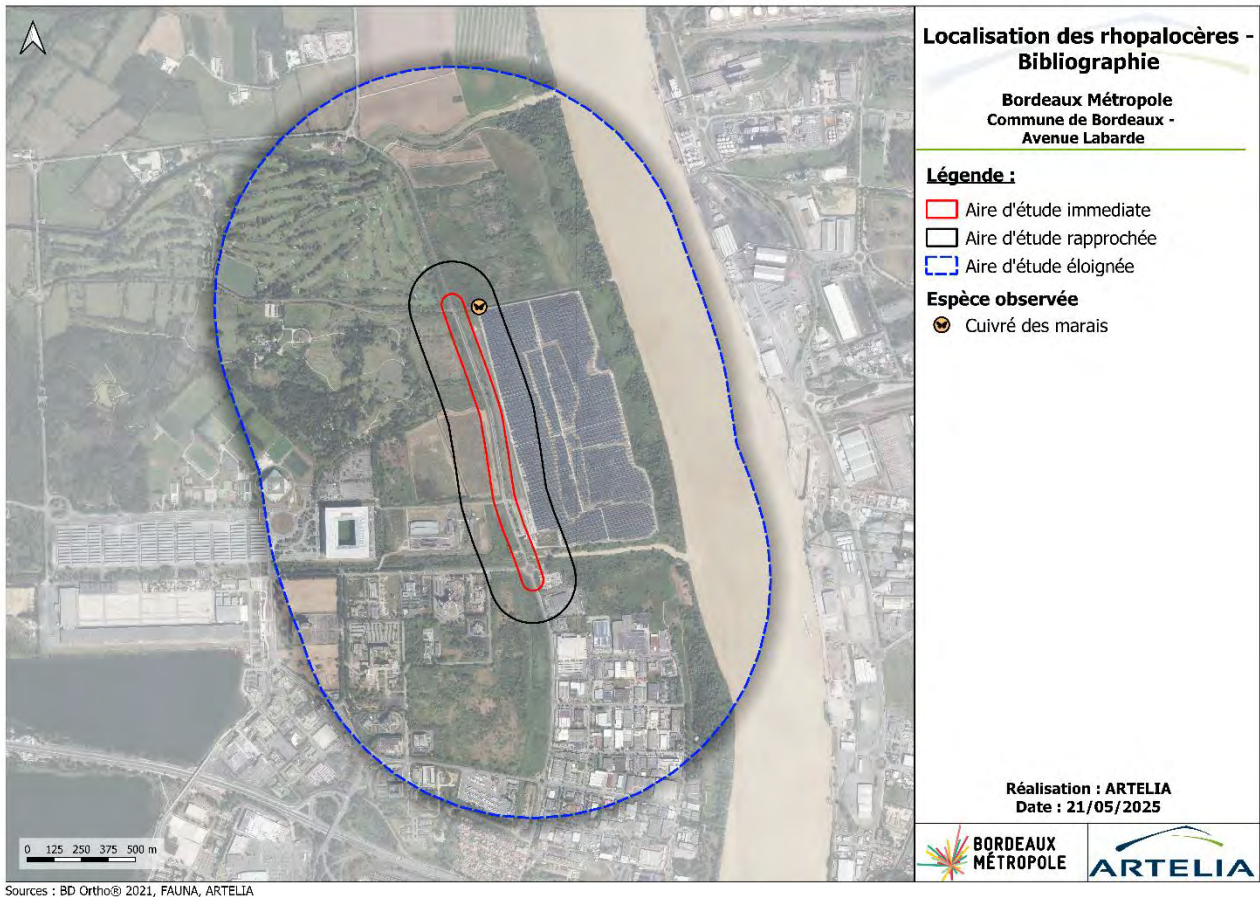 Localisation des rhopalocères -
Bibliographie
Bordeaux Métropole
Commune de Bordeaux -
Avenue Labarde
Légende :
Aire d'étude immediate
Aire d'étude rapprochée
Aire d'étude éloignée
Espèce observée
Cuivré des marais
Réalisation : ARTELIA
Date : 21/05/2025
BORDEAUX
MÉTROPOLE
ARTELIA
0 125 250 375 500 m
Sources : BD Ortho® 2021, FAUNA, ARTELIA